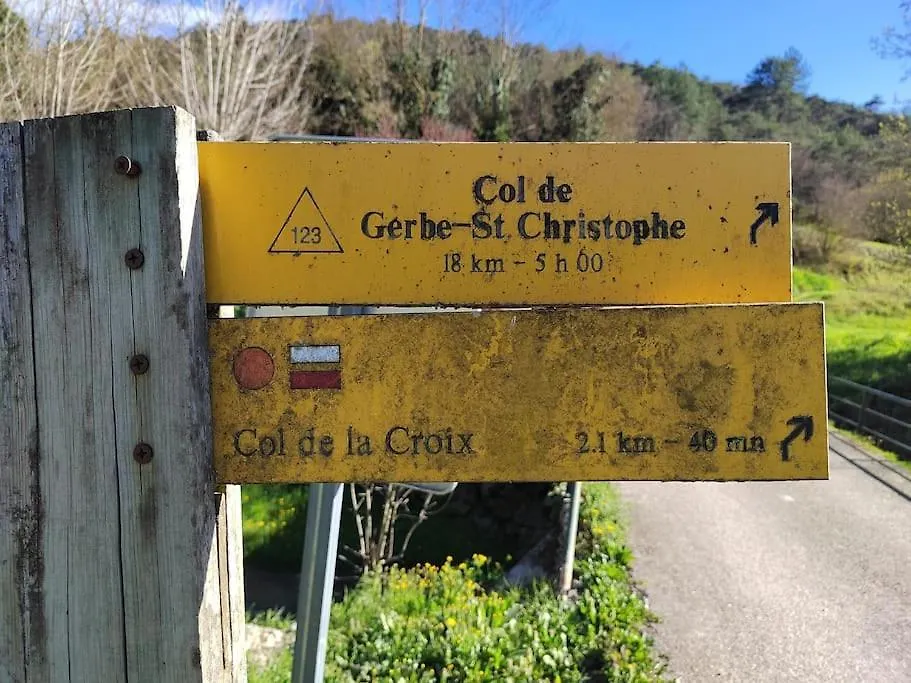 123
Col de
Gerbe-St Christophe
18 km - 5 h 00
Col de la Croix
2.1 km - 40 mn